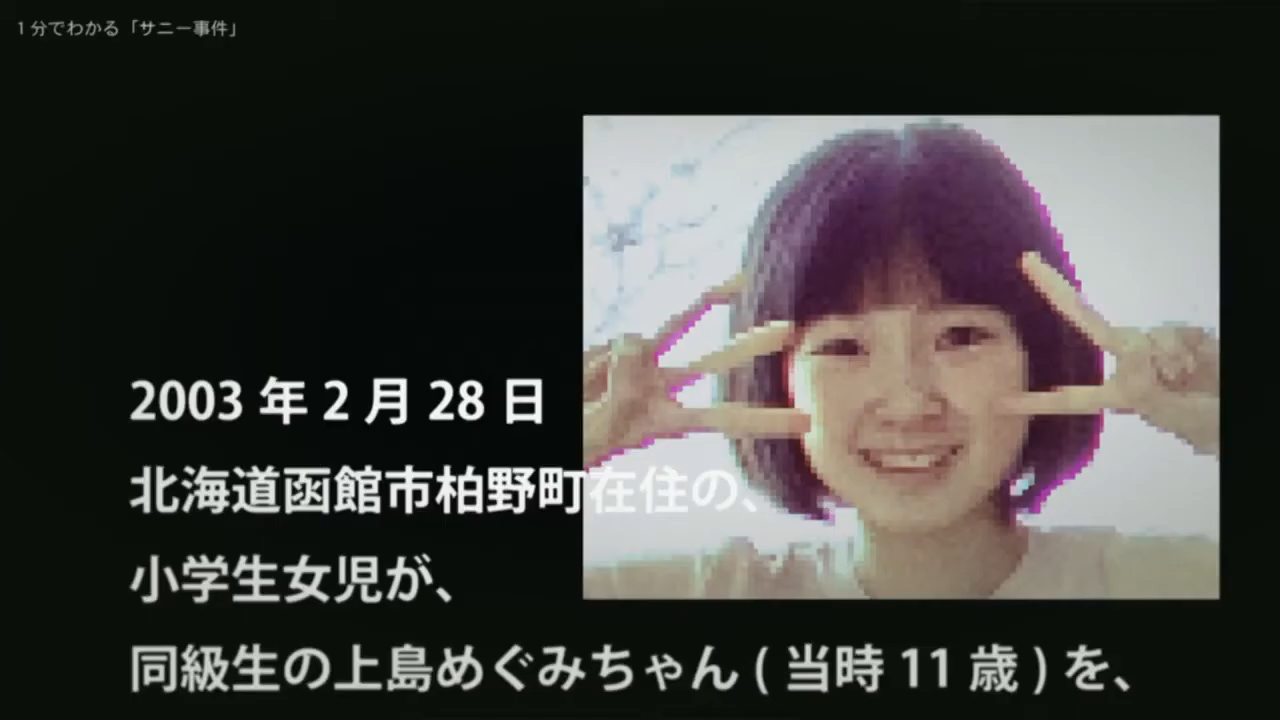 1分でわかる「サニー事件」
2003年2月28日
北海道函館市柏野町在住の、
小学生女児が、
同級生の上島めぐみちゃん(当時11歳)を、